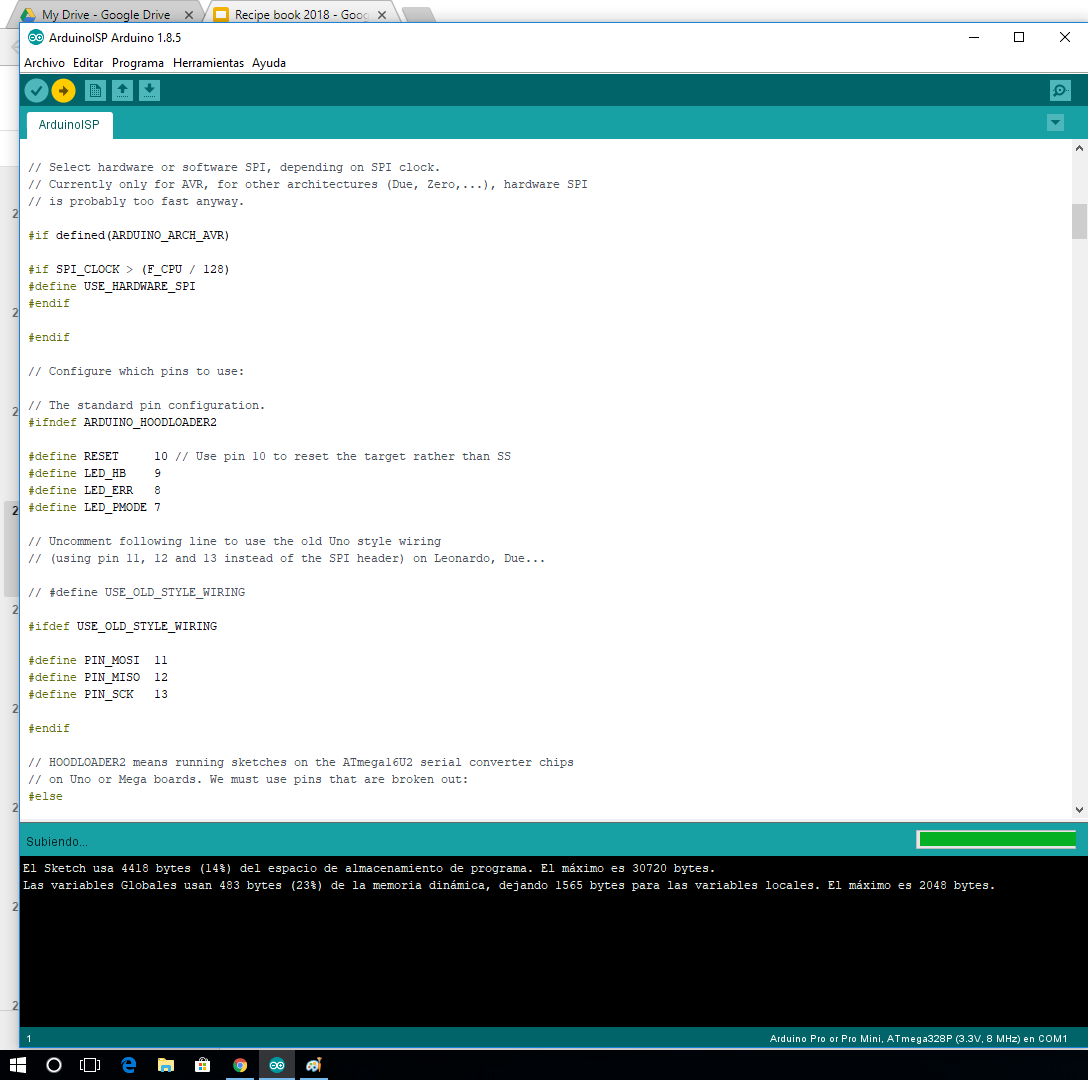 My Drive - Google Drive
Recipe book 2018 - Goog
ArduinoISP Arduino 1.8.5
Archivo Editar Programa Herramientas Ayuda
ArduinoISP
// Select hardware or software SPI, depending on SPI clock.
// Currently only for AVR, for other architectures (Due, Zero,...), hardware SPI
// is probably too fast anyway.
#if defined(ARDUINO_ARCH_AVR)
#if SPI_CLOCK > (F_CPU / 128)
#define USE_HARDWARE_SPI
#endif
#endif
// Configure which pins to use:
// The standard pin configuration.
#ifndef ARDUINO_HOODLOADER2
#define RESET     10 // Use pin 10 to reset the target rather than SS
#define LED_HB    9
#define LED_ERR   8
#define LED_PMODE 7
// Uncomment following line to use the old Uno style wiring
// (using pin 11, 12 and 13 instead of the SPI header) on Leonardo, Due...
// #define USE_OLD_STYLE_WIRING
#ifdef USE_OLD_STYLE_WIRING
#define PIN_MOSI  11
#define PIN_MISO  12
#define PIN_SCK   13
#endif
// HOODLOADER2 means running sketches on the ATmega16U2 serial converter chips
// on Uno or Mega boards. We must use pins that are broken out:
#else
Subiendo...
El Sketch usa 4418 bytes (14%) del espacio de almacenamiento de programa. El máximo es 30720 bytes.
Las variables Globales usan 483 bytes (23%) de la memoria dinámica, dejando 1565 bytes para las variables locales. El máximo es 2048 bytes.
1
Arduino Pro or Pro Mini, ATmega328P (3.3V, 8 MHz) en COM1